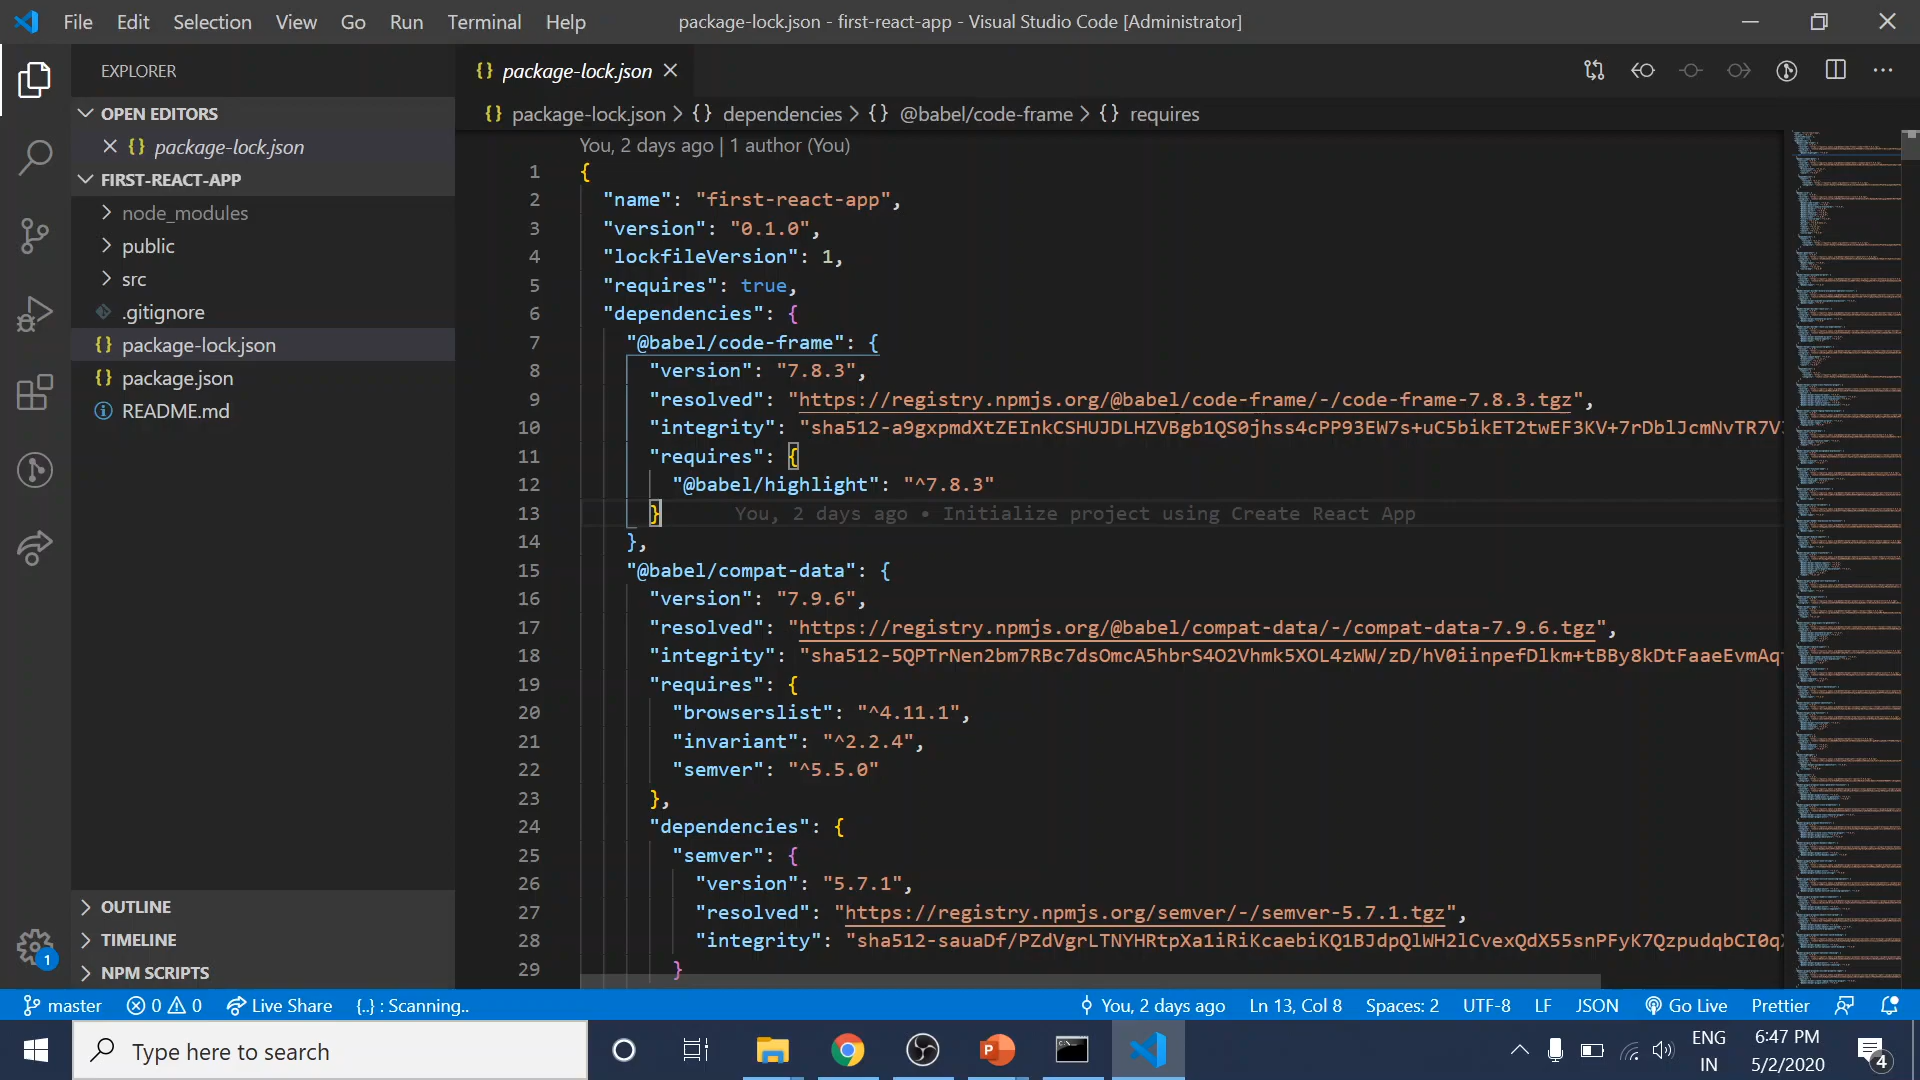 File Edit Selection View Go Run Terminal Help
package-lock.json - first-react-app - Visual Studio Code [Administrator]
EXPLORER
OPEN EDITORS
{} package-lock.json
FIRST-REACT-APP
node_modules
public
src
.gitignore
{} package-lock.json
{} package.json
README.md
OUTLINE
TIMELINE
NPM SCRIPTS
1
{} package-lock.json
{} package-lock.json > {} dependencies > {} @babel/code-frame > {} requires
You, 2 days ago | 1 author (You)
1 {
2 "name": "first-react-app",
3 "version": "0.1.0",
4 "lockfileVersion": 1,
5 "requires": true,
6 "dependencies": {
7 "@babel/code-frame": {
8 "version": "7.8.3",
9 "resolved": "https://registry.npmjs.org/@babel/code-frame/-/code-frame-7.8.3.tgz",
10 "integrity": "sha512-a9gxpmdXtZEInkCSHUJDLHZVBgb1QS0jhss4cPP93EW7s+uC5bikET2twEF3KV+7rDblJcmNvTR7VJ
11 "requires": {
12 "@babel/highlight": "^7.8.3"
13 } You, 2 days ago • Initialize project using Create React App
14 },
15 "@babel/compat-data": {
16 "version": "7.9.6",
17 "resolved": "https://registry.npmjs.org/@babel/compat-data/-/compat-data-7.9.6.tgz",
18 "integrity": "sha512-5QPTrNen2bm7RBc7dsOmcA5hbrS4O2Vhmk5XOL4zWW/zD/hV0iinpefDlkm+tBBy8kDtFaaeEvmAq
19 "requires": {
20 "browserslist": "^4.11.1",
21 "invariant": "^2.2.4",
22 "semver": "^5.5.0"
23 },
24 "dependencies": {
25 "semver": {
26 "version": "5.7.1",
27 "resolved": "https://registry.npmjs.org/semver/-/semver-5.7.1.tgz",
28 "integrity": "sha512-sauaDf/PZdVgrLTNYHRtpXa1iRiKcaebiKQ1BJdpQlWH2lCvexQdX55snPFyK7QzpudqbCI0q
29 }
master 0 0 Live Share {..} : Scanning.. You, 2 days ago Ln 13, Col 8 Spaces: 2 UTF-8 LF JSON Go Live Prettier
Type here to search
ENG
IN
6:47 PM
5/2/2020
4